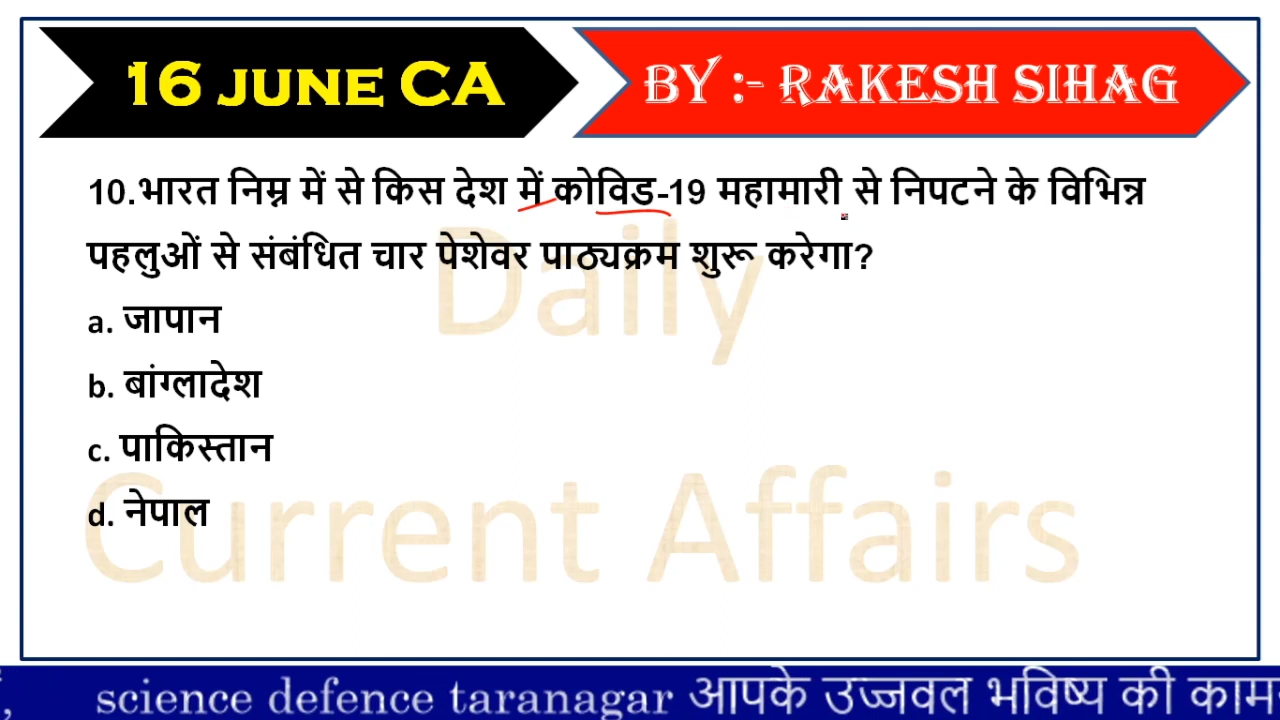 16 JUNE CA
BY :- RAKESH SIHAG
10.भारत निम्न में से किस देश में कोविड-19 महामारी से निपटने के विभिन्न
पहलुओं से संबंधित चार पेशेवर पाठ्यक्रम शुरू करेगा?
a. जापान
b. बांग्लादेश
c. पाकिस्तान
d. नेपाल
Daily
Current Affairs
science defence taranagar आपके उज्जवल भविष्य की काम